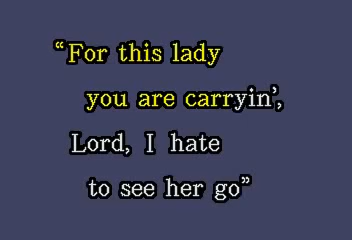 “For this lady
you are carryin’,
Lord, I hate
to see her go”